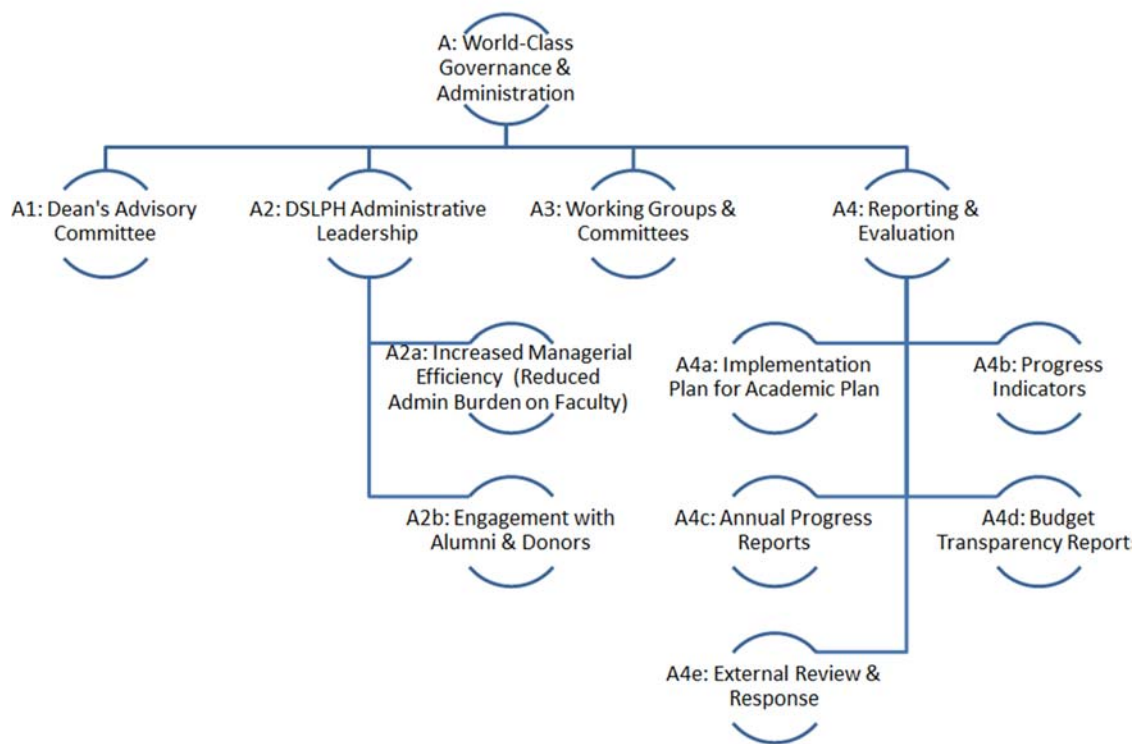 A: World-Class
Governance &
Administration
A1: Dean's Advisory
Committee
A2: DSLPH Administrative
Leadership
A3: Working Groups &
Committees
A4: Reporting &
Evaluation
A2a: Increased Managerial
Efficiency (Reduced
Admin Burden on Faculty)
A4a: Implementation
Plan for Academic Plan
A4b: Progress
Indicators
A2b: Engagement with
Alumni & Donors
A4c: Annual Progress
Reports
A4d: Budget
Transparency Report
A4e: External Review &
Response